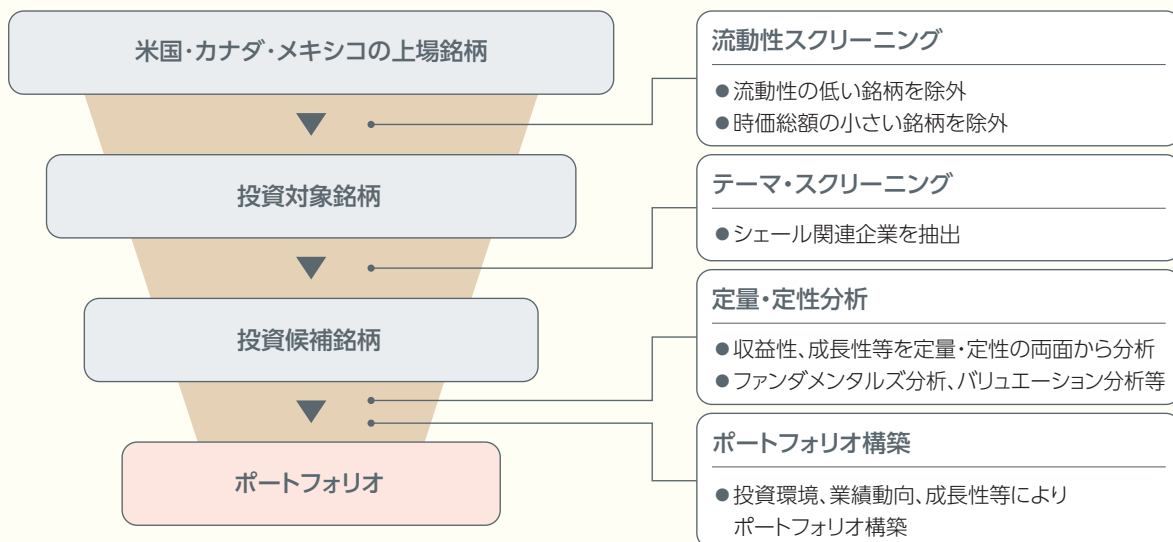 米国・カナダ・メキシコの上場銘柄
流動性スクリーニング
●流動性の低い銘柄を除外
●時価総額の小さい銘柄を除外
投資対象銘柄
テーマ・スクリーニング
●シェール関連企業を抽出
投資候補銘柄
定量・定性分析
●収益性、成長性等を定量・定性の両面から分析
●ファンダメンタルズ分析、バリュエーション分析等
ポートフォリオ
ポートフォリオ構築
●投資環境、業績動向、成長性等により
ポートフォリオ構築